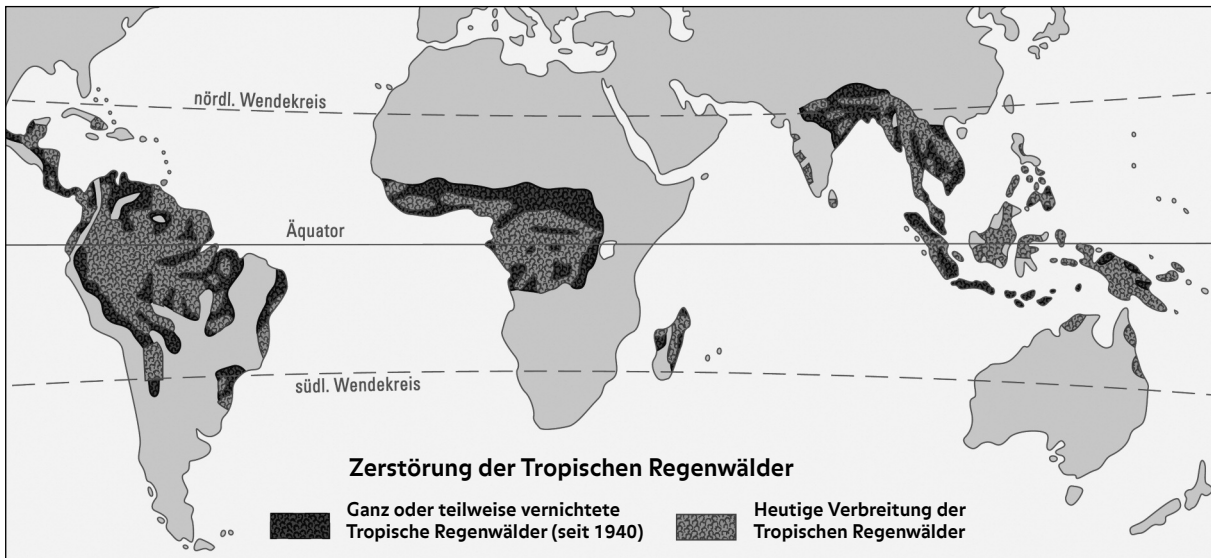 nördl. Wendekreis
Äquator
südl. Wendekreis
Zerstörung der Tropischen Regenwälder
Ganz oder teilweise vernichtete
Tropische Regenwälder (seit 1940)
Heutige Verbreitung der
Tropischen Regenwälder